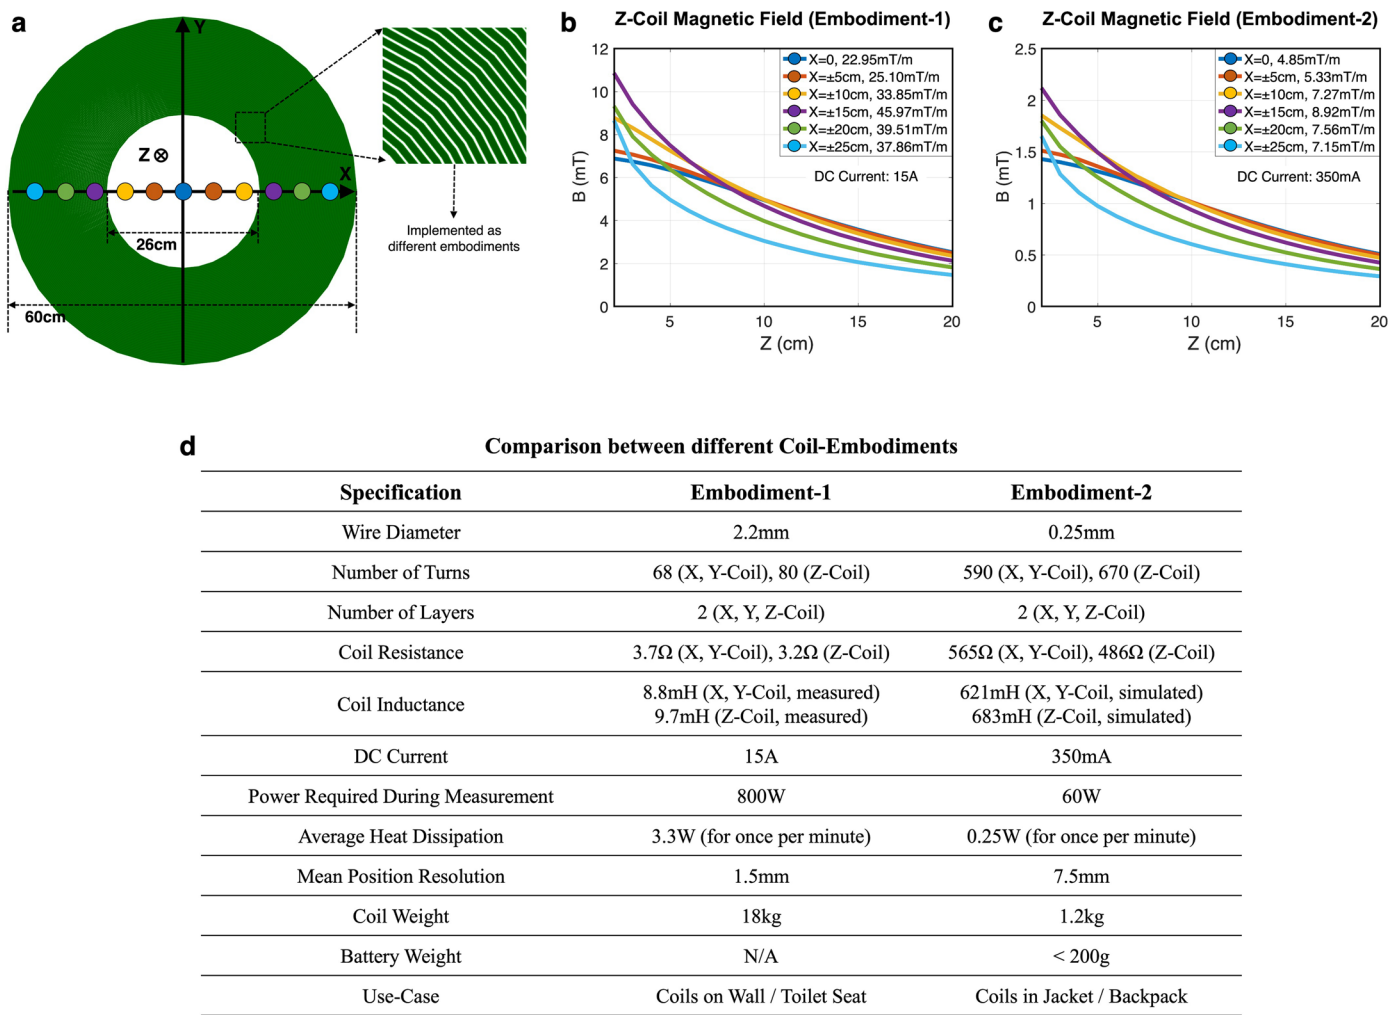 a
Y
Z⊗
X
26cm
60cm
Implemented as
different embodiments
b
Z-Coil Magnetic Field (Embodiment-1)
12
10
8
6
4
2
0
B (mT)
X=0, 22.95mT/m
X=±5cm, 25.10mT/m
X=±10cm, 33.85mT/m
X=±15cm, 45.97mT/m
X=±20cm, 39.51mT/m
X=±25cm, 37.86mT/m
DC Current: 15A
5 10 15 20
Z (cm)
c
Z-Coil Magnetic Field (Embodiment-2)
2.5
2
1.5
1
0.5
0
B (mT)
X=0, 4.85mT/m
X=±5cm, 5.33mT/m
X=±10cm, 7.27mT/m
X=±15cm, 8.92mT/m
X=±20cm, 7.56mT/m
X=±25cm, 7.15mT/m
DC Current: 350mA
5 10 15 20
Z (cm)
d
Comparison between different Coil-Embodiments
Specification Embodiment-1 Embodiment-2
Wire Diameter 2.2mm 0.25mm
Number of Turns 68 (X, Y-Coil), 80 (Z-Coil) 590 (X, Y-Coil), 670 (Z-Coil)
Number of Layers 2 (X, Y, Z-Coil) 2 (X, Y, Z-Coil)
Coil Resistance 3.7Ω (X, Y-Coil), 3.2Ω (Z-Coil) 565Ω (X, Y-Coil), 486Ω (Z-Coil)
Coil Inductance 8.8mH (X, Y-Coil, measured) 621mH (X, Y-Coil, simulated)
9.7mH (Z-Coil, measured) 683mH (Z-Coil, simulated)
DC Current 15A 350mA
Power Required During Measurement 800W 60W
Average Heat Dissipation 3.3W (for once per minute) 0.25W (for once per minute)
Mean Position Resolution 1.5mm 7.5mm
Coil Weight 18kg 1.2kg
Battery Weight N/A < 200g
Use-Case Coils on Wall / Toilet Seat Coils in Jacket / Backpack